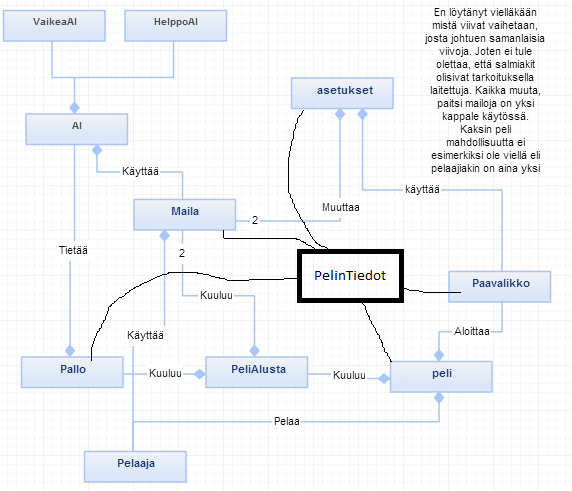 VaikeaAI
HelppoAI
En löytänyt vielläkään
mistä viivat vaihetaan,
josta johtuen samanlaisia
viivoja. Joten ei tule
olettaa, että salmiakit
olisivat tarkoituksella
laitettuja. Kaikka muuta,
paitsi mailoja on yksi
kappale käytössä.
Kaksin peli
mahdollisuutta ei
esimerkiksi ole viellä eli
pelaajiakin on aina yksi
asetukset
AI
Käyttää
käyttää
Maila
Muuttaa
2
Tietää
2
PelinTiedot
Paavalikko
Kuuluu
Käyttää
Aloittaa
Pallo
Kuuluu
PeliAlusta
Kuuluu
peli
Pelaa
Pelaaja